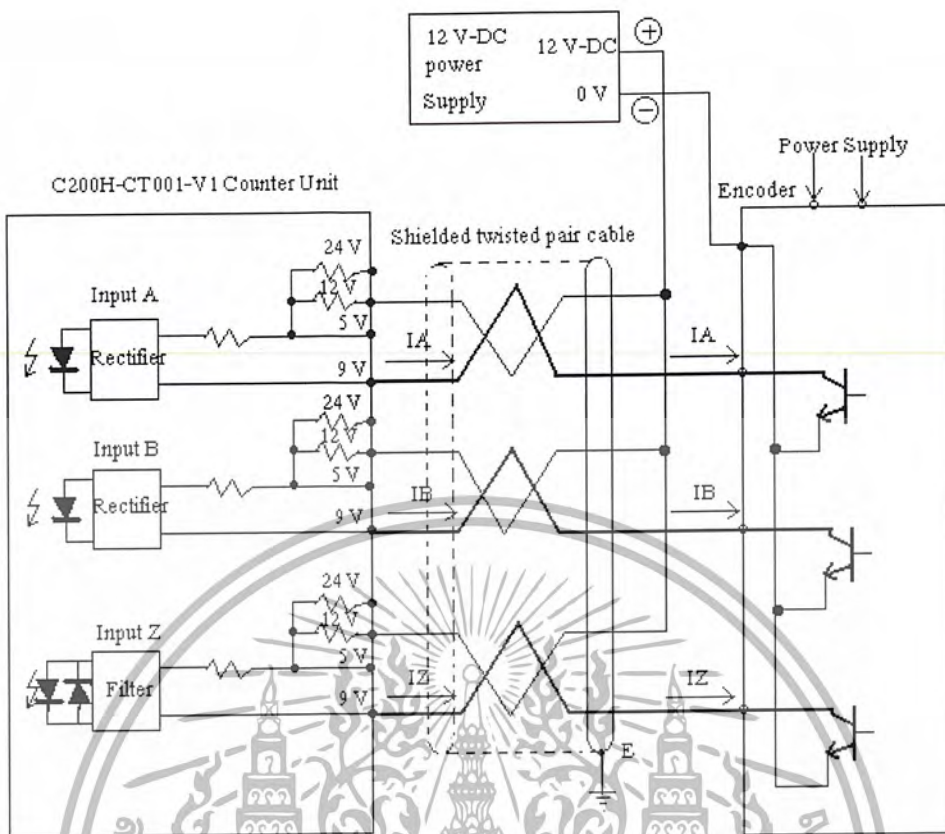 12 V-DC 12 V-DC
power
Supply 0 V
+
−
Power Supply
Encoder
C200H-CT001-V1 Counter Unit
Shielded twisted pair cable
24 V
12 V
5 V
9 V
Input A
Rectifier
IA
IA
24 V
12 V
5 V
9 V
Input B
Rectifier
IB
IB
24 V
12 V
5 V
9 V
Input Z
Filter
IZ
IZ
E